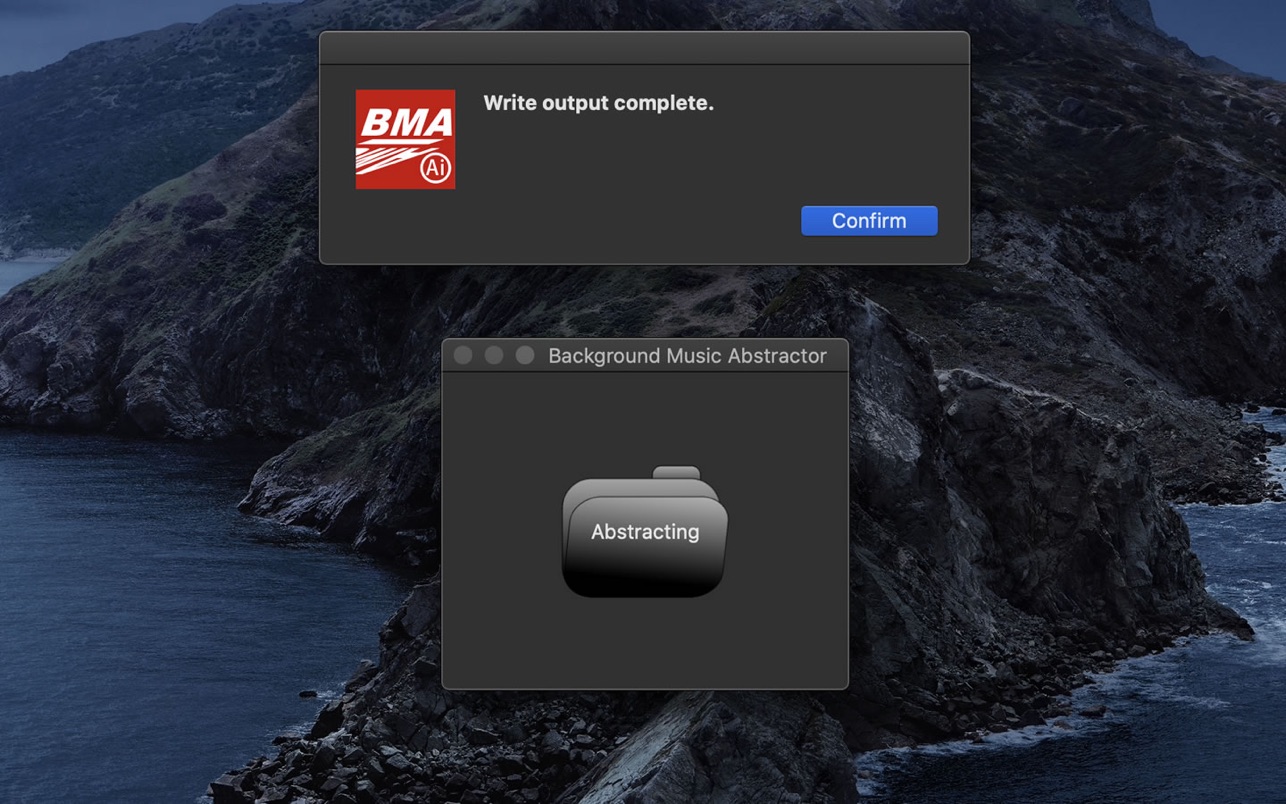 BMA
Ai
Write output complete.
Confirm
Background Music Abstractor
Abstracting